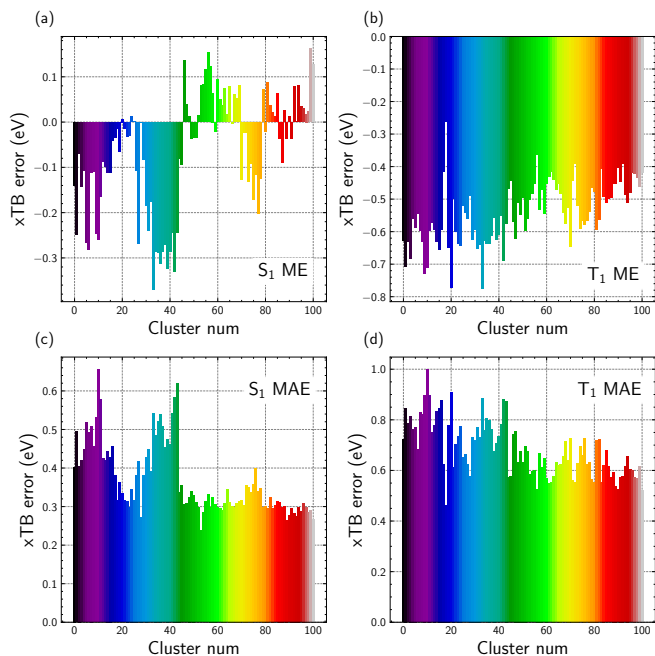 (a)
0.1
0.0
−0.1
−0.2
−0.3
xTB error (eV)
S₁ ME
0 20 40 60 80 100
Cluster num
(b)
0.0
−0.1
−0.2
−0.3
−0.4
−0.5
−0.6
−0.7
−0.8
xTB error (eV)
T₁ ME
0 20 40 60 80 100
Cluster num
(c)
0.6
0.5
0.4
0.3
0.2
0.1
0.0
xTB error (eV)
S₁ MAE
0 20 40 60 80 100
Cluster num
(d)
1.0
0.8
0.6
0.4
0.2
0.0
xTB error (eV)
T₁ MAE
0 20 40 60 80 100
Cluster num